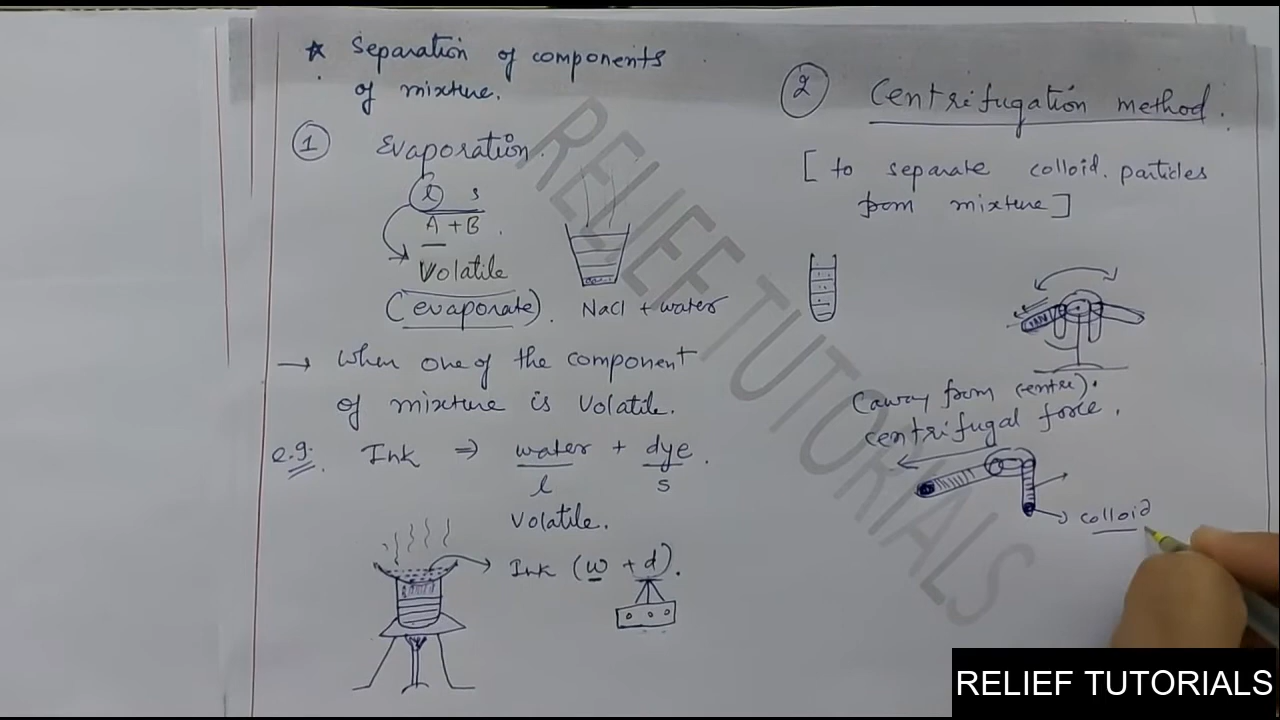 ☆ Separation of components
of mixture.
① Evaporation.
l s
A + B.
Volatile
(evaporate).
NaCl + water
→ When one of the component
of mixture is Volatile.
e.g. Ink ⇒ water + dye.
l s
Volatile.
Ink (w + d).
② Centrifugation method.
[to separate colloid particles
from mixture]
(away from centre).
centrifugal force.
colloid
RELIEF TUTORIALS
RELIEF TUTORIALS